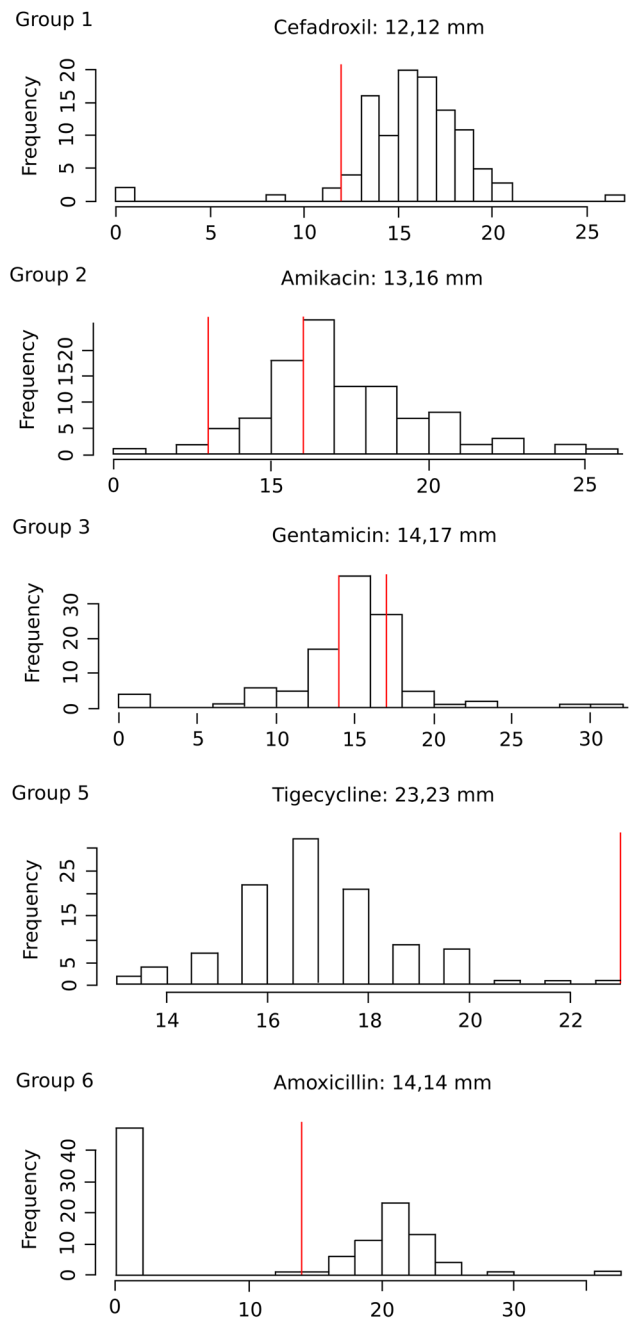 Group 1
Cefadroxil: 12,12 mm
Frequency
0 5 10 15 20
0 5 10 15 20 25
Group 2
Amikacin: 13,16 mm
Frequency
0 5 10 15 20
0 15 20 25
Group 3
Gentamicin: 14,17 mm
Frequency
0 10 20 30
0 5 10 15 20 25 30
Group 5
Tigecycline: 23,23 mm
Frequency
0 5 15 25
14 16 18 20 22
Group 6
Amoxicillin: 14,14 mm
Frequency
0 10 20 30 40
0 10 20 30